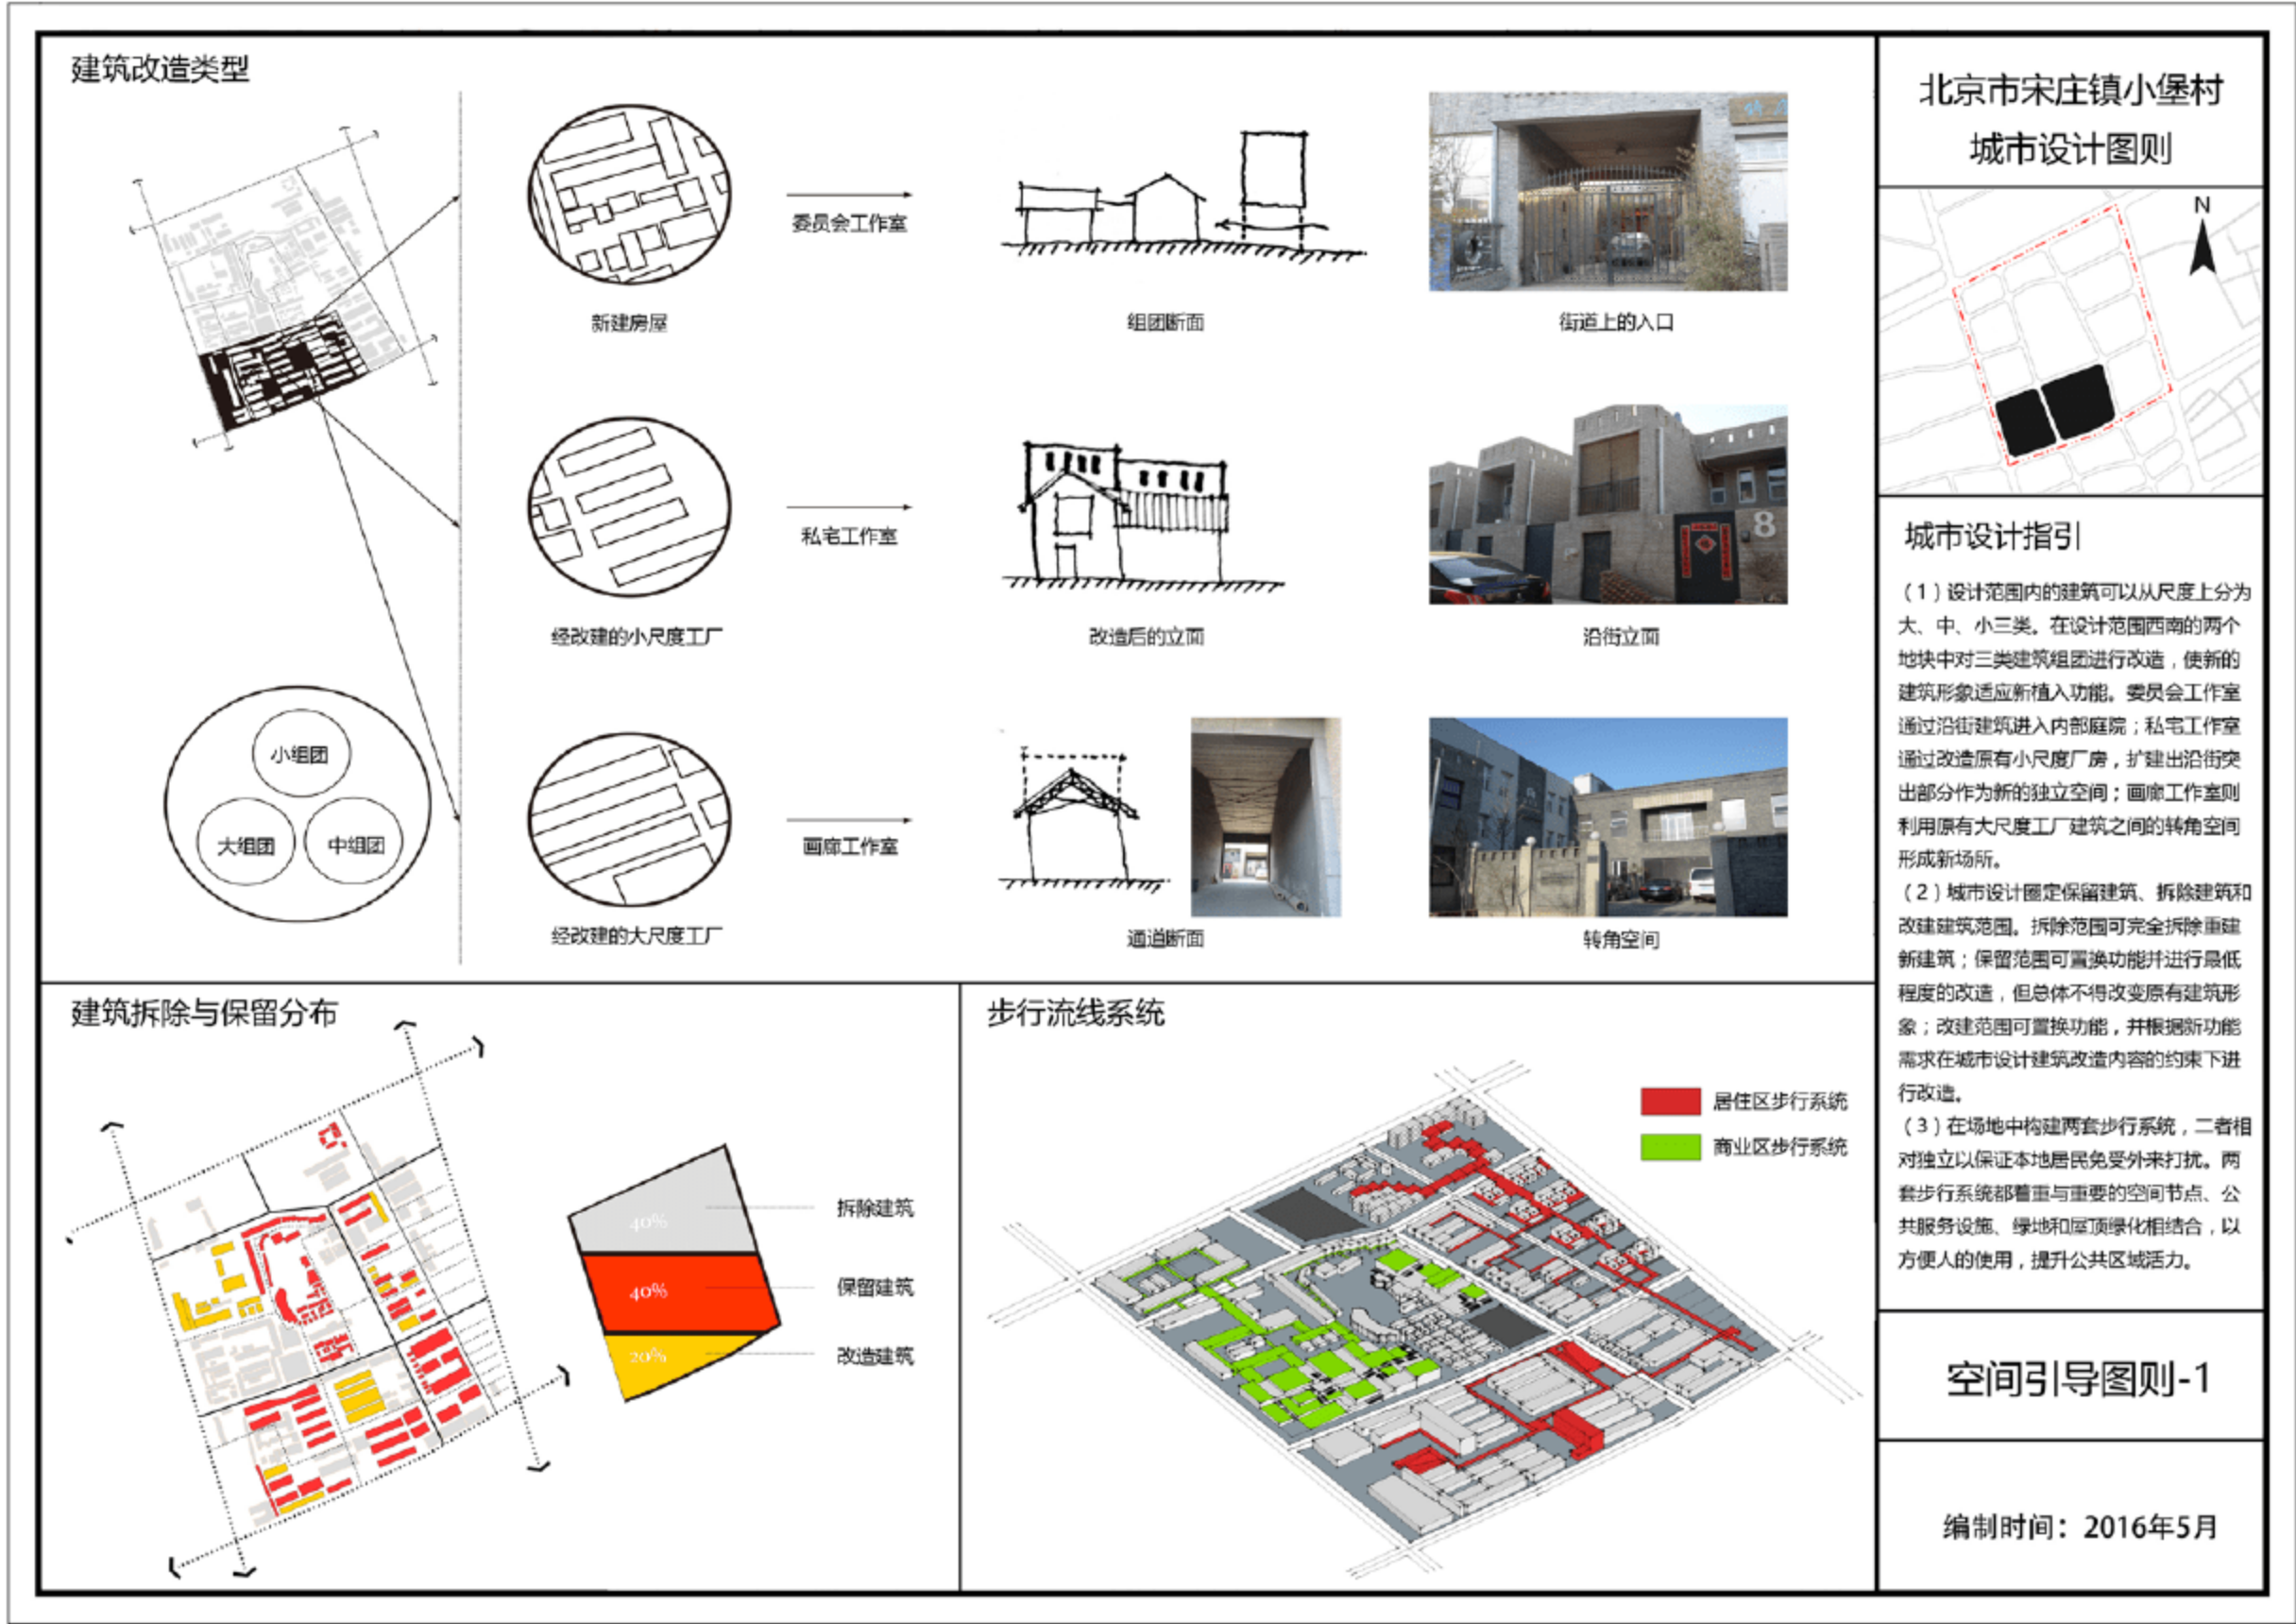 建筑改造类型
委员会工作室
新建房屋
组团断面
街道上的入口
私宅工作室
经改建的小尺度工厂
改造后的立面
8
沿街立面
小组团
大组团
中组团
画廊工作室
经改建的大尺度工厂
通道断面
转角空间
建筑拆除与保留分布
40%
拆除建筑
40%
保留建筑
20%
改造建筑
步行流线系统
居住区步行系统
商业区步行系统
北京市宋庄镇小堡村
城市设计图则
N
城市设计指引
（1）设计范围内的建筑可以从尺度上分为
大、中、小三类。在设计范围西南的两个
地块中对三类建筑组团进行改造，使新的
建筑形象适应新植入功能。委员会工作室
通过沿街建筑进入内部庭院；私宅工作室
通过改造原有小尺度厂房，扩建出沿街突
出部分作为新的独立空间；画廊工作室则
利用原有大尺度工厂建筑之间的转角空间
形成新场所。
（2）城市设计圈定保留建筑、拆除建筑和
改建建筑范围。拆除范围可完全拆除重建
新建筑；保留范围可置换功能并进行最低
程度的改造，但总体不得改变原有建筑形
象；改建范围可置换功能，并根据新功能
需求在城市设计建筑改造内容的约束下进
行改造。
（3）在场地中构建两套步行系统，二者相
对独立以保证本地居民免受外来打扰。两
套步行系统都着重与重要的空间节点、公
共服务设施、绿地和屋顶绿化相结合，以
方便人的使用，提升公共区域活力。
空间引导图则-1
编制时间：2016年5月